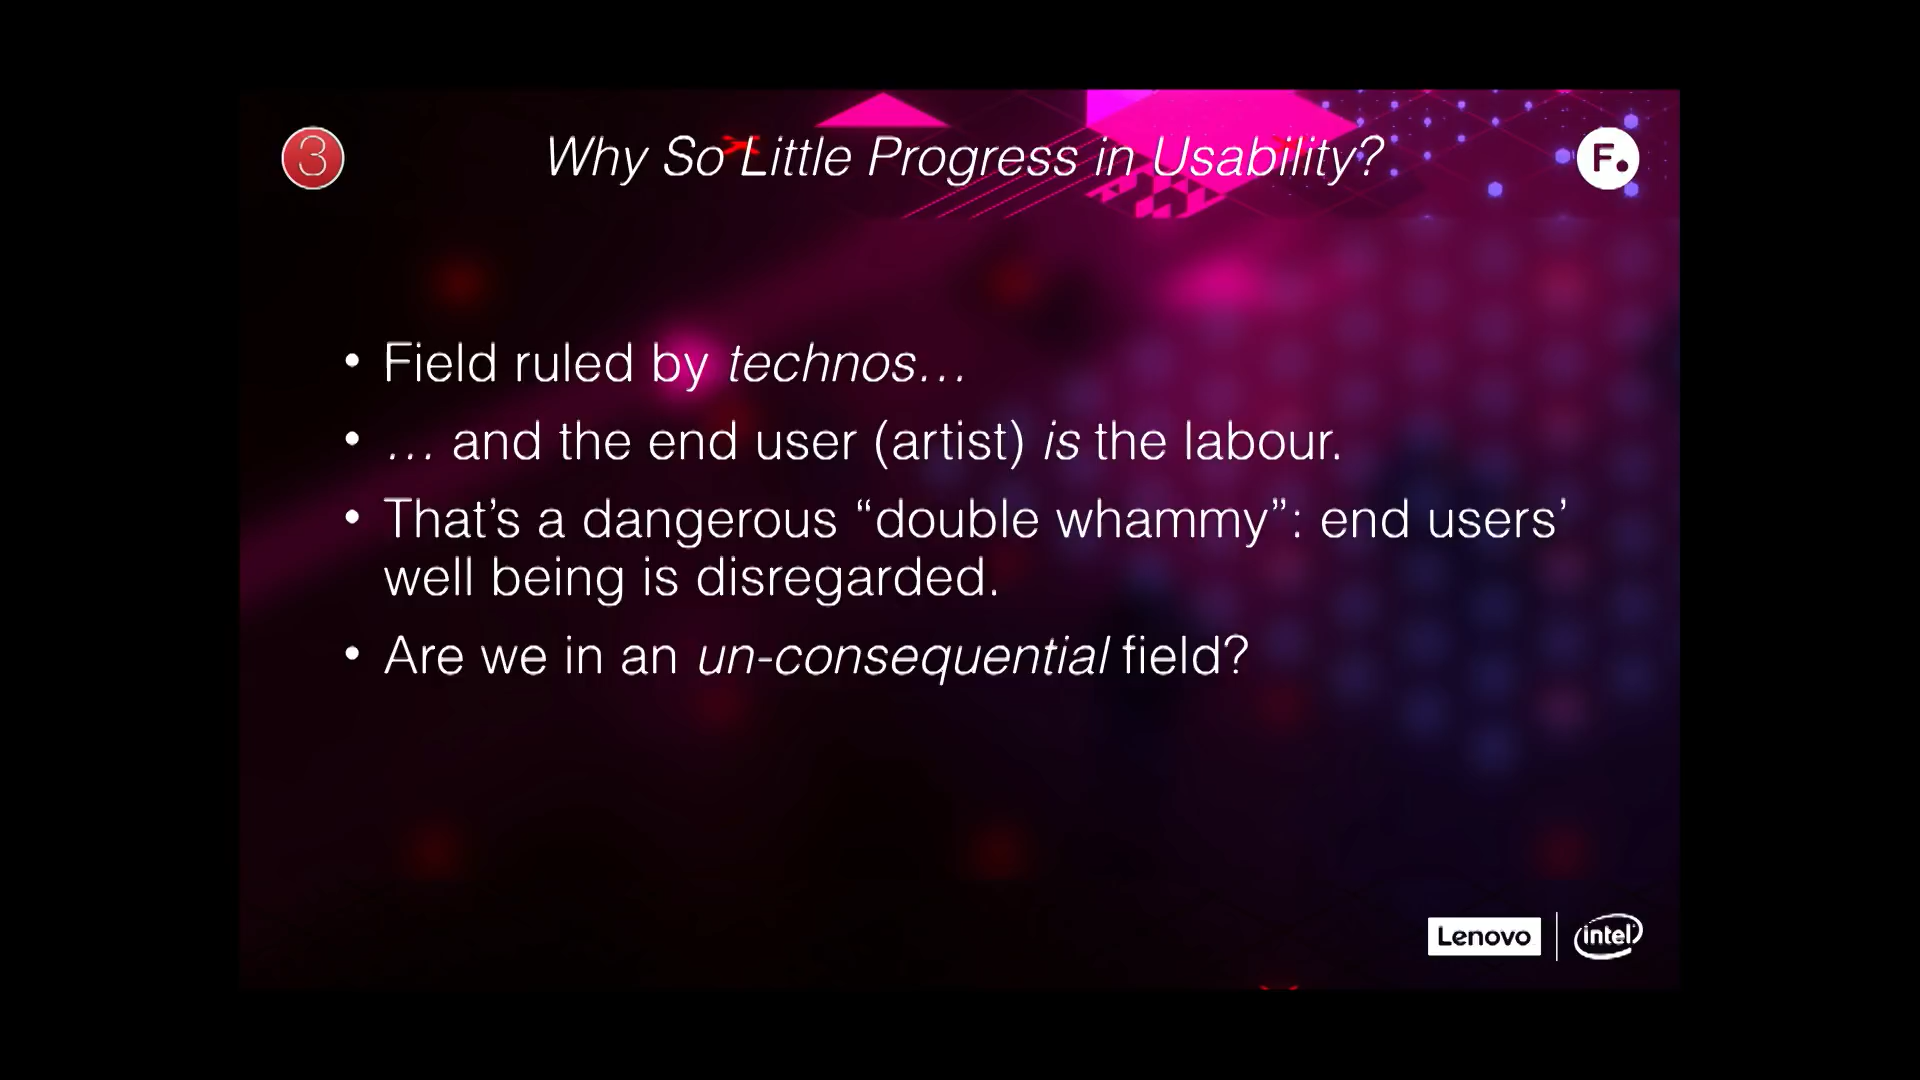 3
Why So Little Progress in Usability?
F.
• Field ruled by technos…
• … and the end user (artist) is the labour.
• That’s a dangerous “double whammy”: end users’
well being is disregarded.
• Are we in an un-consequential field?
Lenovo
intel